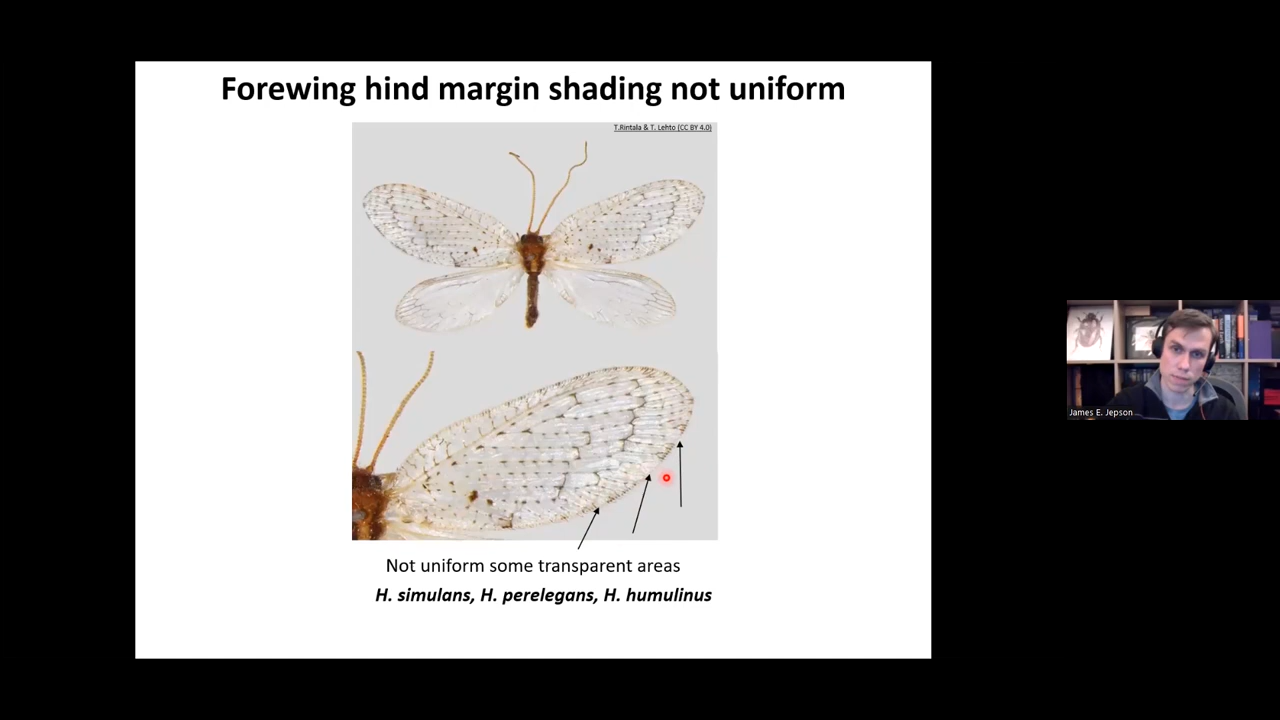 Forewing hind margin shading not uniform
T.Rintala & T. Lehto (CC BY 4.0)
Not uniform some transparent areas
H. simulans, H. perelegans, H. humulinus
James E. Jepson